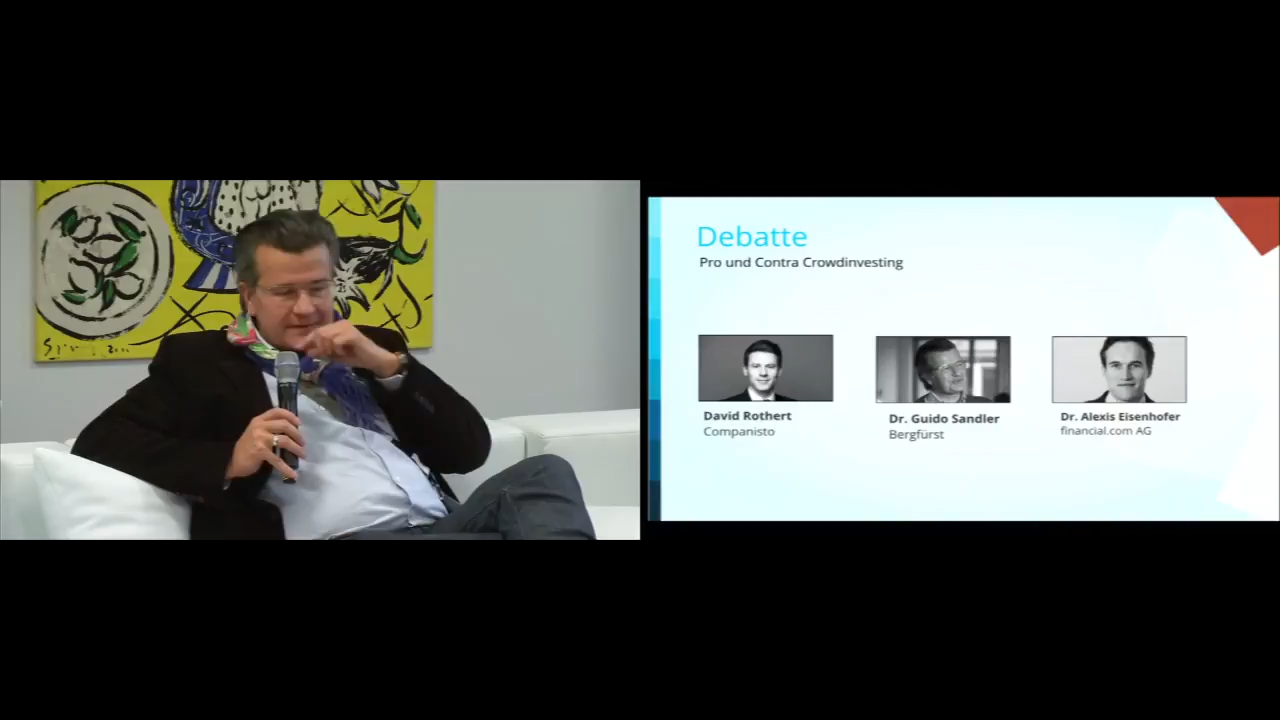 Debatte
Pro und Contra Crowdinvesting
David Rothert
Companisto
Dr. Guido Sandler
Bergfürst
Dr. Alexis Eisenhofer
financial.com AG